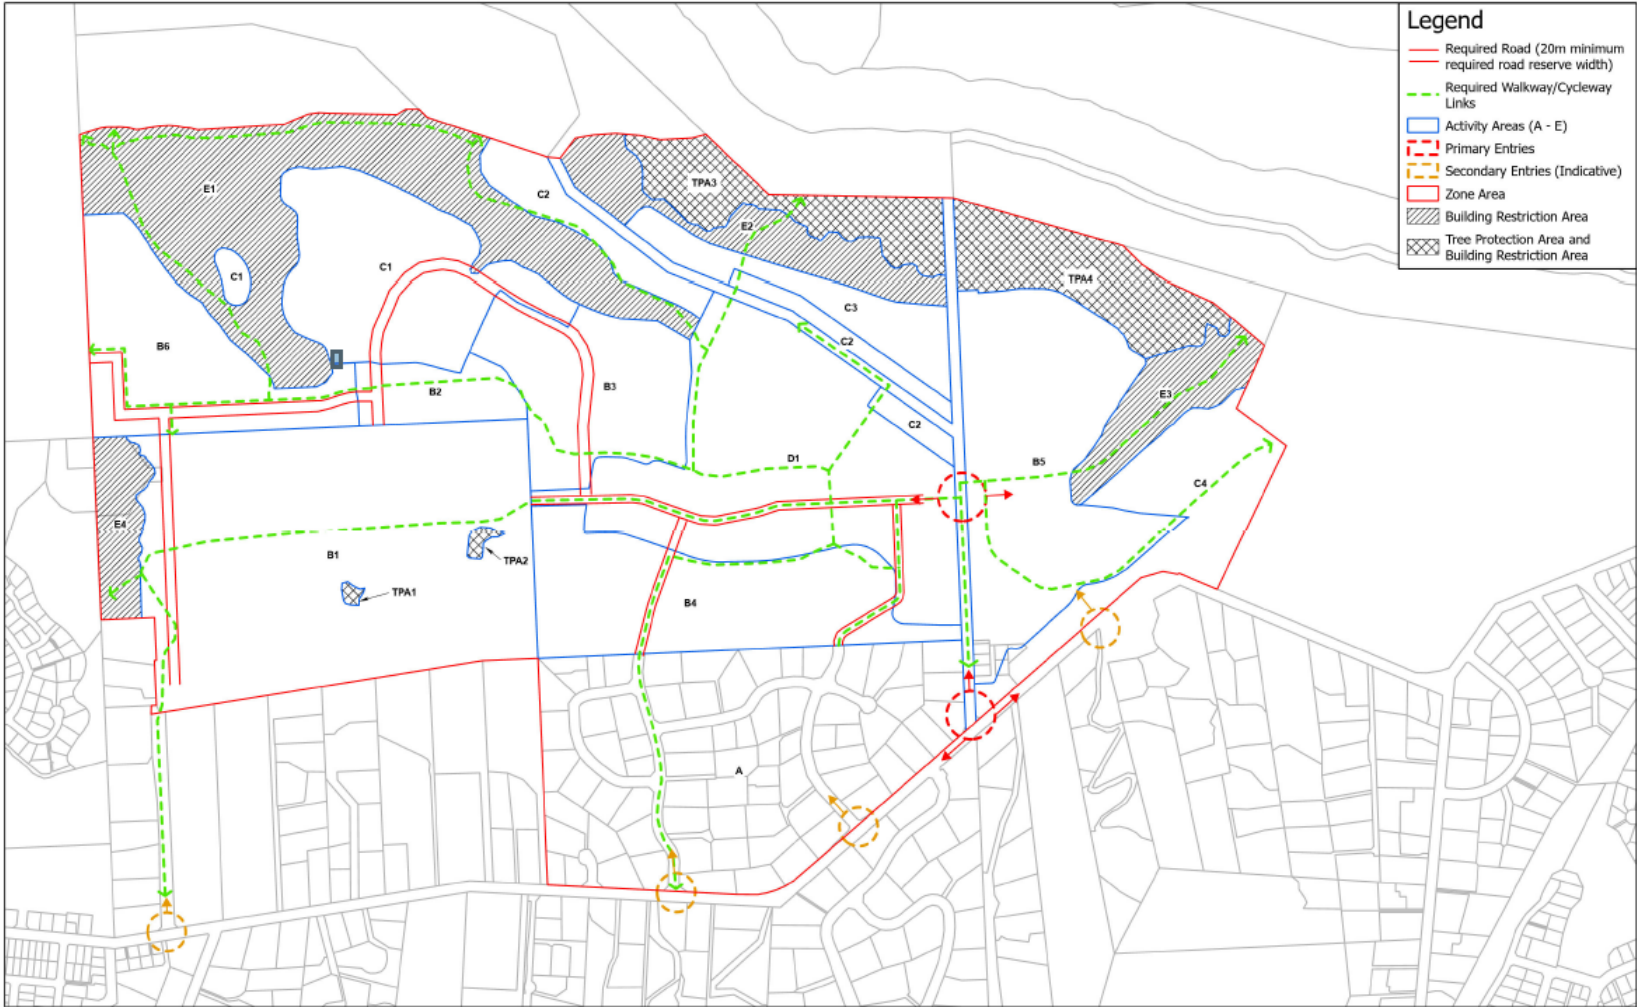 Legend
Required Road (20m minimum
required road reserve width)
Required Walkway/Cycleway
Links
Activity Areas (A - E)
Primary Entries
Secondary Entries (Indicative)
Zone Area
Building Restriction Area
Tree Protection Area and
Building Restriction Area
TPA3
E1
C2
E2
C1
C1
TPA4
C3
B6
C2
B3
B2
E3
C2
D1
B5
C4
E4
B1
TPA2
TPA1
B4
A